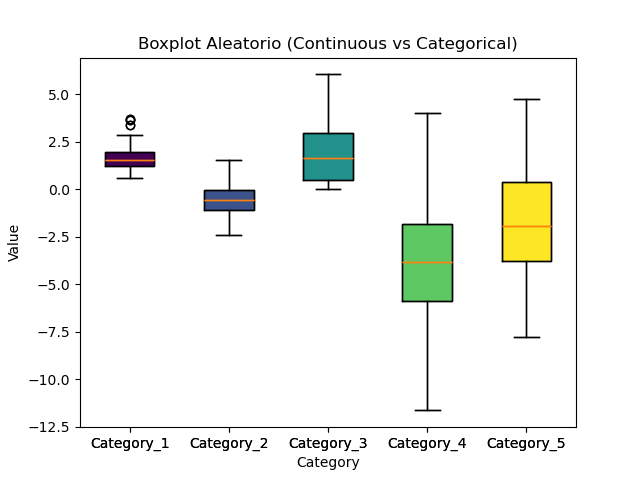 Boxplot Aleatorio (Continuous vs Categorical)
Value
5.0
2.5
0.0
−2.5
−5.0
−7.5
−10.0
−12.5
Category_1 Category_2 Category_3 Category_4 Category_5
Category